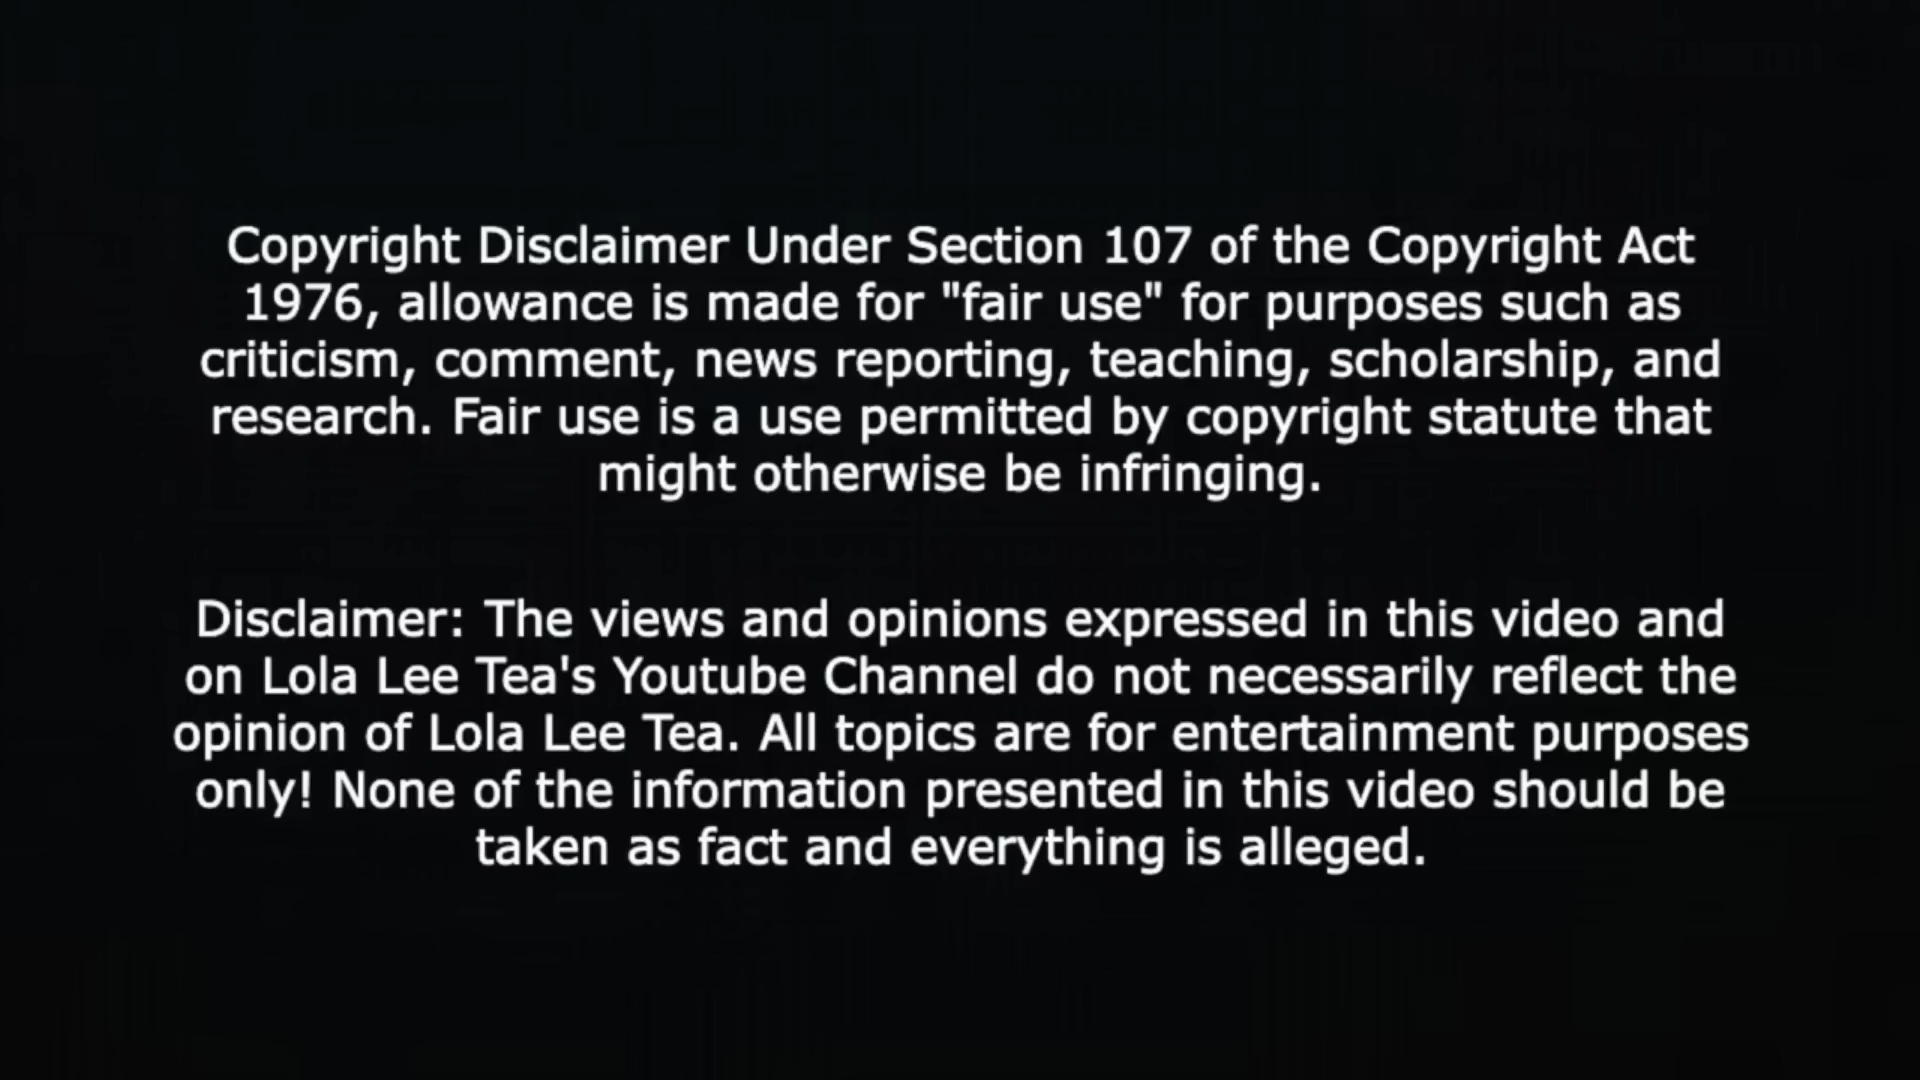 Copyright Disclaimer Under Section 107 of the Copyright Act
1976, allowance is made for "fair use" for purposes such as
criticism, comment, news reporting, teaching, scholarship, and
research. Fair use is a use permitted by copyright statute that
might otherwise be infringing.
Disclaimer: The views and opinions expressed in this video and
on Lola Lee Tea's Youtube Channel do not necessarily reflect the
opinion of Lola Lee Tea. All topics are for entertainment purposes
only! None of the information presented in this video should be
taken as fact and everything is alleged.